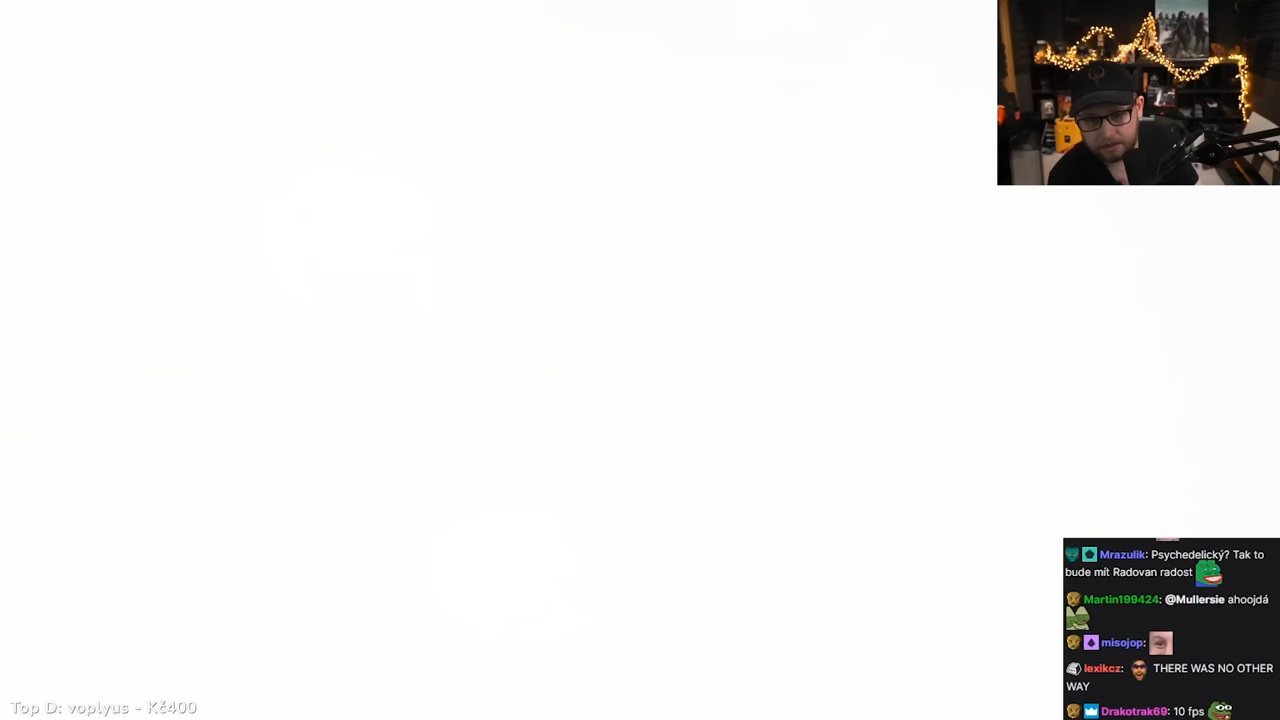 Mrazulik: Psychedelický? Tak to
bude mít Radovan radost
Martin199424: @Mullersie ahoojdá
misojop:
lexikcz: THERE WAS NO OTHER
WAY
Drakotrak69: 10 fps
Top D: voplyus - Kč400